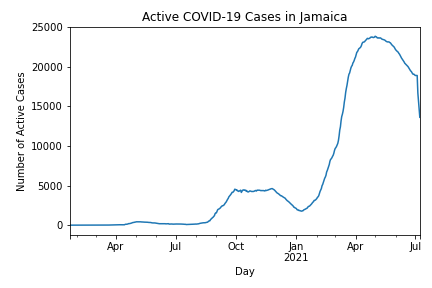 Active COVID-19 Cases in Jamaica
25000
20000
15000
10000
5000
0
Number of Active Cases
Apr Jul Oct Jan Apr Jul
2021
Day